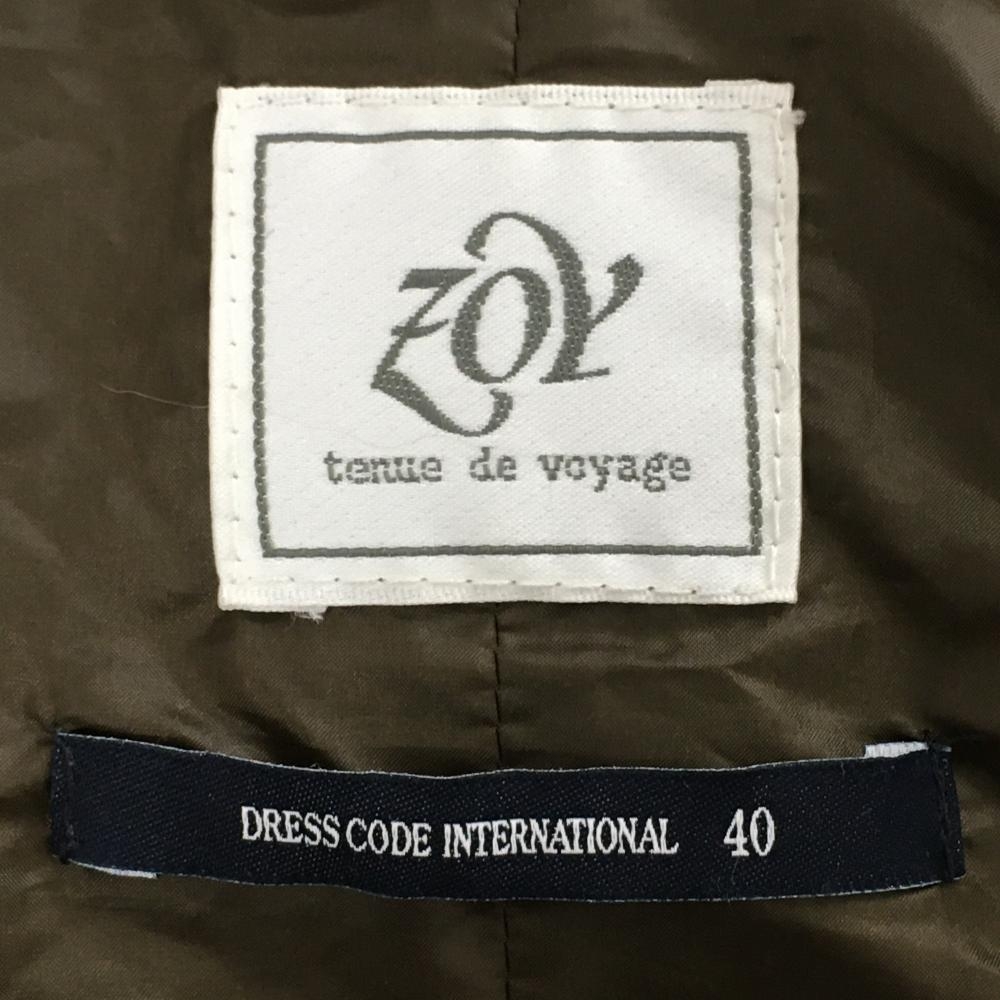 ZOY
tenue de voyage
DRESS CODE INTERNATIONAL 40